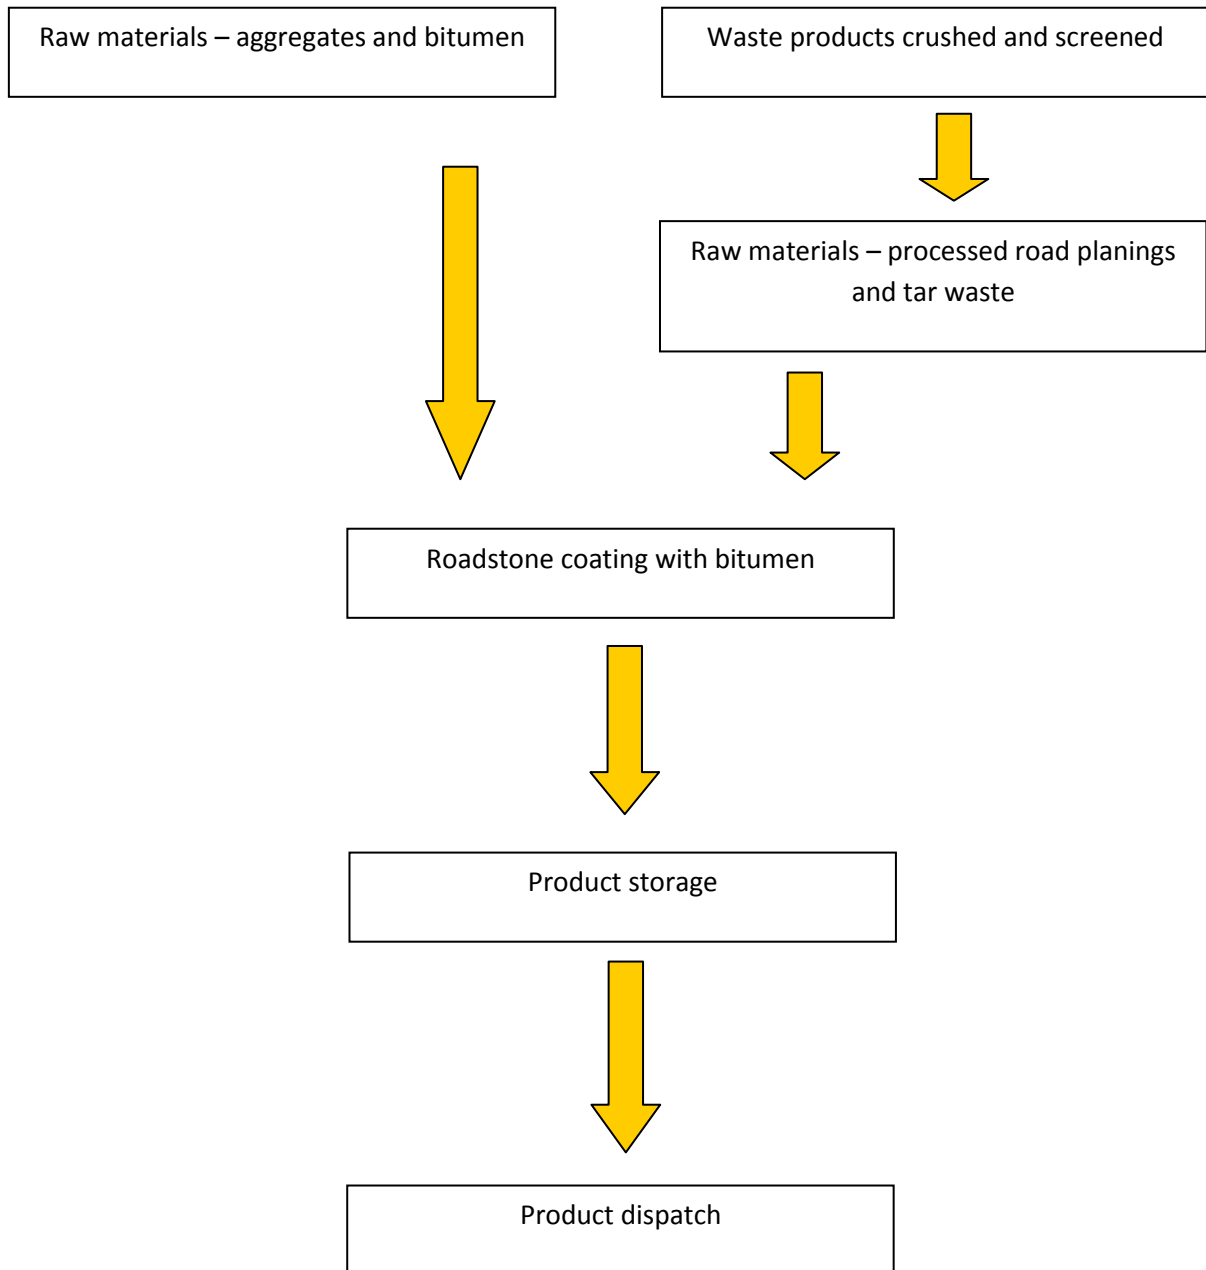 Raw materials – aggregates and bitumen
Waste products crushed and screened
Raw materials – processed road planings
and tar waste
Roadstone coating with bitumen
Product storage
Product dispatch